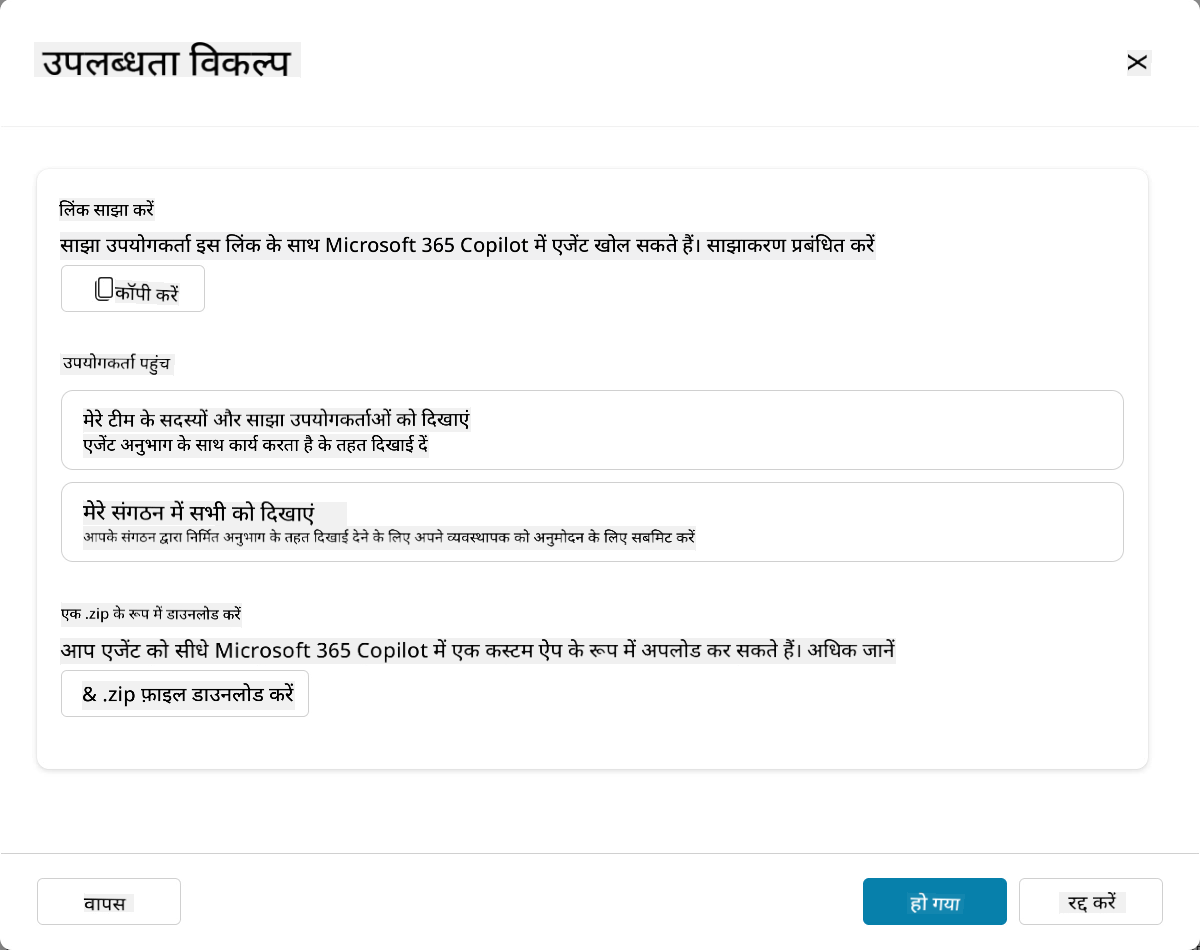 उपलब्धता विकल्प
लिंक साझा करें
साझा उपयोगकर्ता इस लिंक के साथ Microsoft 365 Copilot में एजेंट खोल सकते हैं। साझाकरण प्रबंधित करें
कॉपी करें
उपयोगकर्ता पहुंच
मेरे टीम के सदस्यों और साझा उपयोगकर्ताओं को दिखाएं
एजेंट अनुभाग के साथ कार्य करता है के तहत दिखाई दें
मेरे संगठन में सभी को दिखाएं
आपके संगठन द्वारा निर्मित अनुभाग के तहत दिखाई देने के लिए अपने व्यवस्थापक को अनुमोदन के लिए सबमिट करें
एक .zip के रूप में डाउनलोड करें
आप एजेंट को सीधे Microsoft 365 Copilot में एक कस्टम ऐप के रूप में अपलोड कर सकते हैं। अधिक जानें
& .zip फ़ाइल डाउनलोड करें
वापस
हो गया
रद्द करें